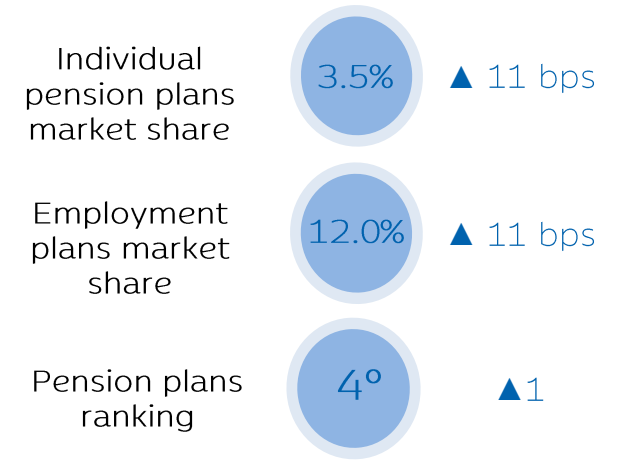 Individual
pension plans
market share
3.5%
▲ 11 bps
Employment
plans market
share
12.0%
▲ 11 bps
Pension plans
ranking
4º
▲1